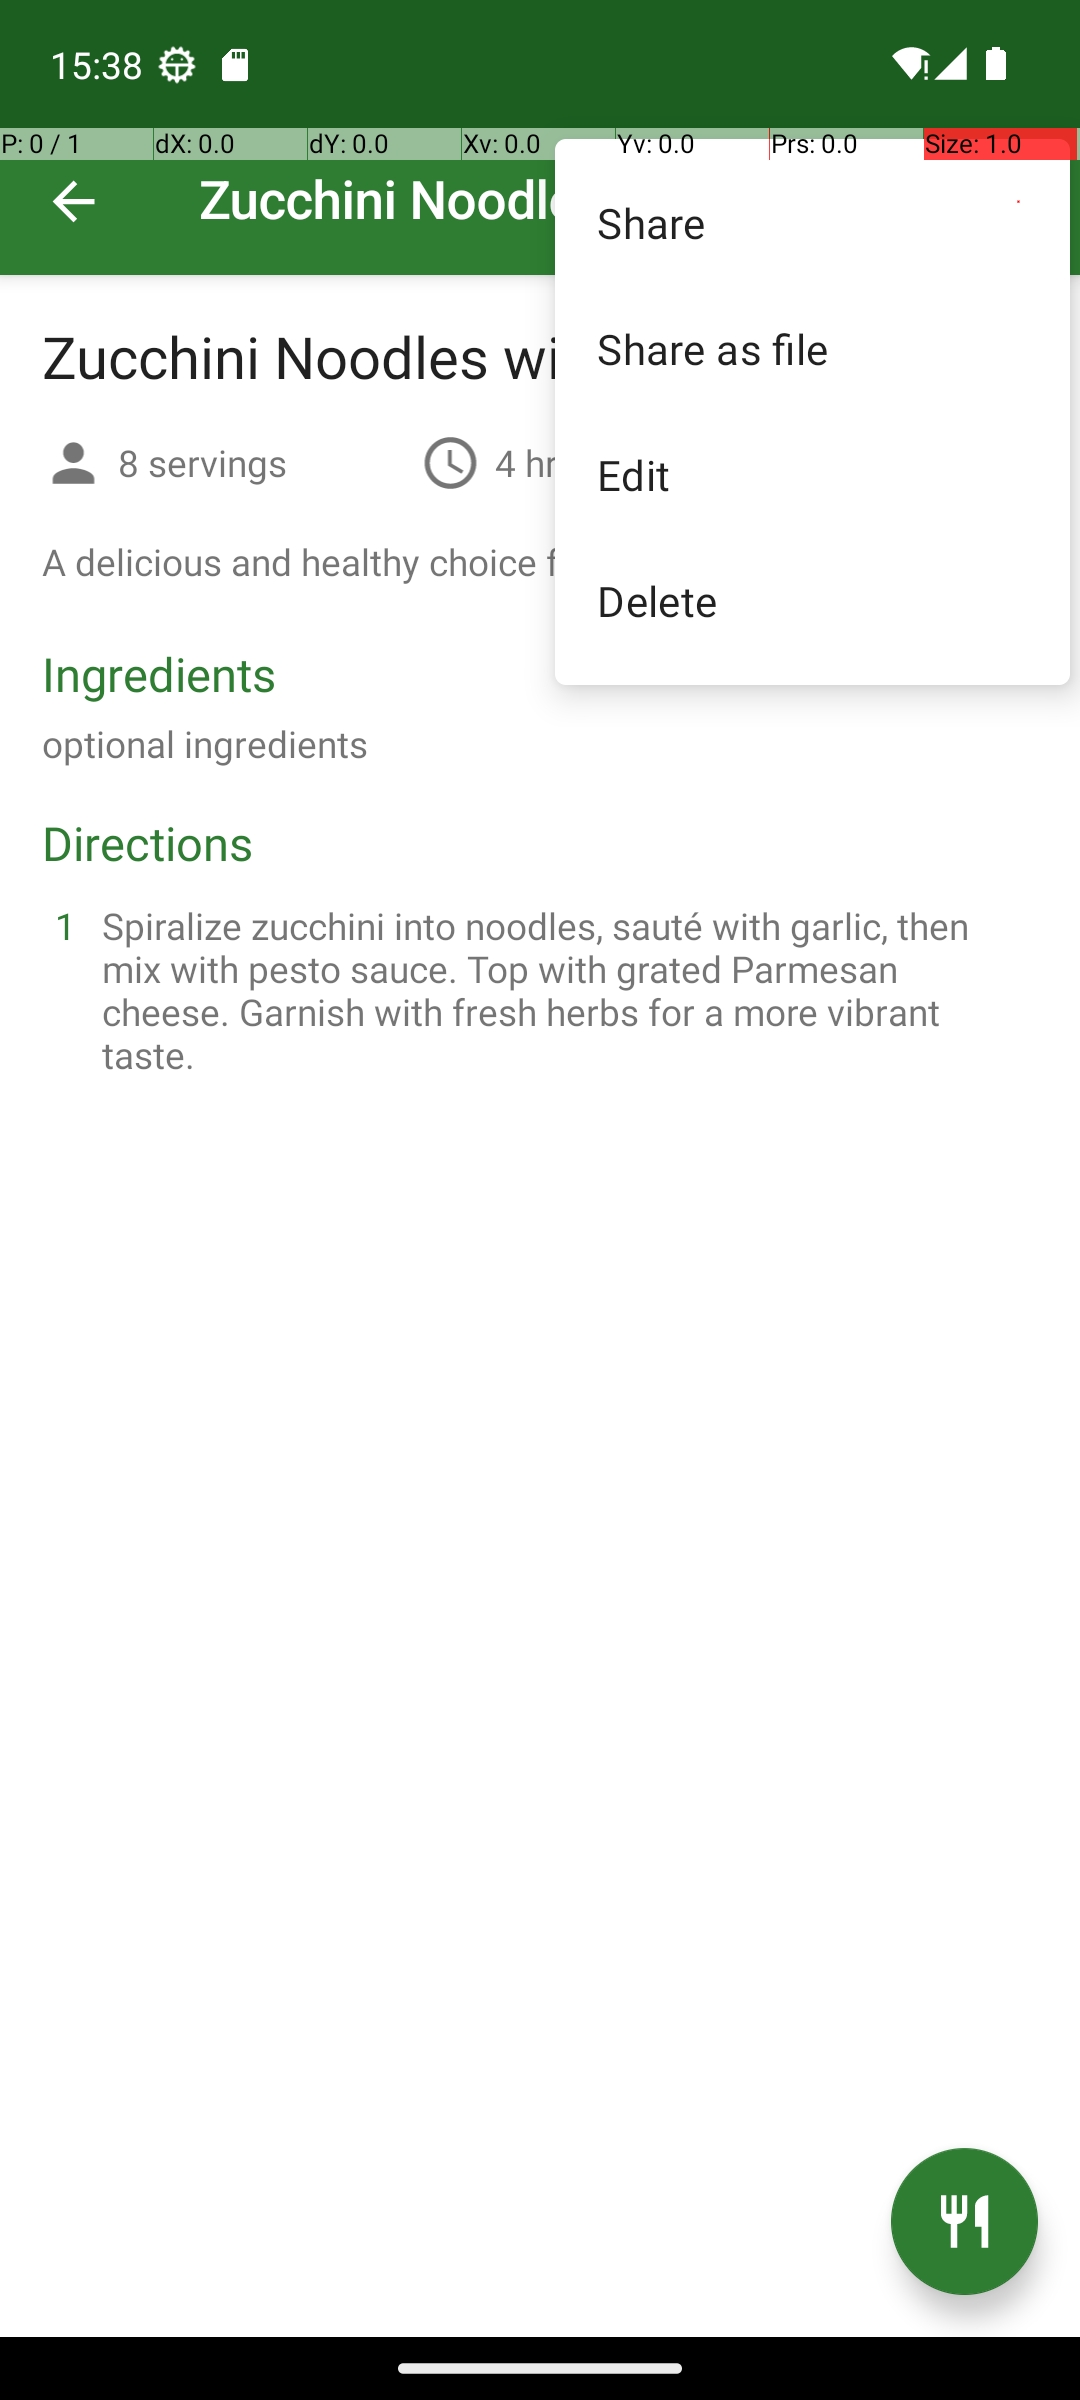 15:38
P: 0 / 1
dX: 0.0
dY: 0.0
Xv: 0.0
Yv: 0.0
Prs: 0.0
Size: 1.0
Zucchini Noodl
Share
Share as file
Edit
Delete
Zucchini Noodles wi
8 servings
4 hr
A delicious and healthy choice f
Ingredients
optional ingredients
Directions
1 Spiralize zucchini into noodles, sauté with garlic, then
mix with pesto sauce. Top with grated Parmesan
cheese. Garnish with fresh herbs for a more vibrant
taste.